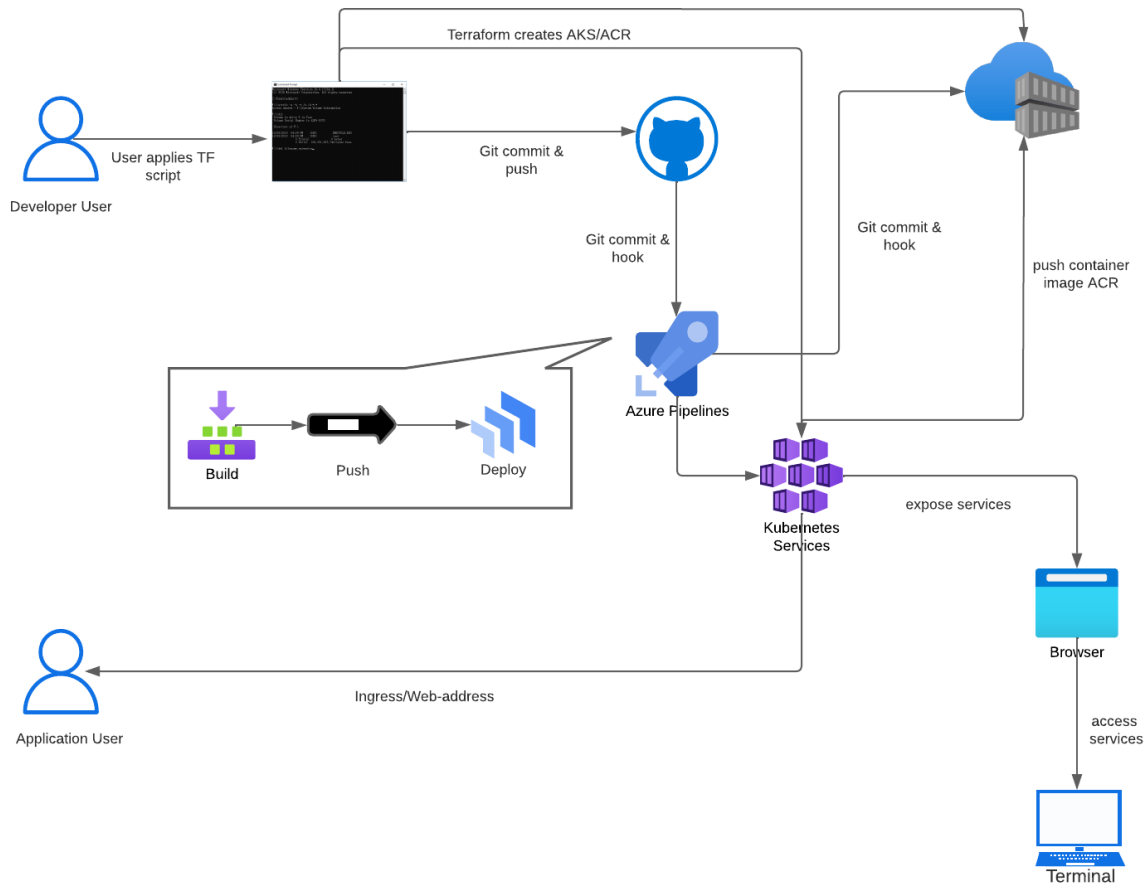 Terraform creates AKS/ACR
User applies TF
script
Developer User
Git commit &
push
Git commit &
hook
Git commit &
hook
push container
image ACR
Azure Pipelines
Build
Push
Deploy
Kubernetes
Services
expose services
Browser
Ingress/Web-address
Application User
access
services
Terminal